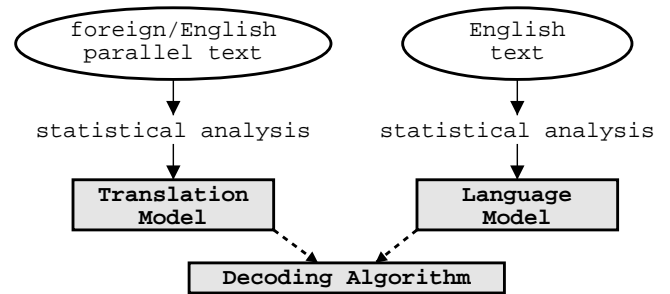 foreign/English
parallel text
English
text
statistical analysis
statistical analysis
Translation
Model
Language
Model
Decoding Algorithm